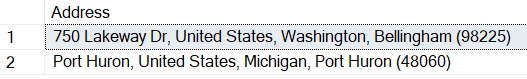 Address
1 750 Lakeway Dr, United States, Washington, Bellingham (98225)
2 Port Huron, United States, Michigan, Port Huron (48060)